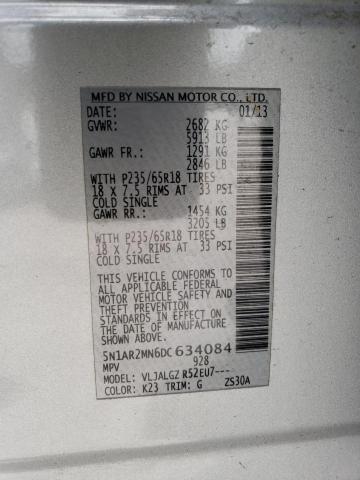 MFD BY NISSAN MOTOR CO., LTD.
DATE: 01/13
GVWR: 2682 KG
5913 LB
GAWR FR.: 1291 KG
2846 LB
WITH P235/65R18 TIRES
18 x 7.5 RIMS AT 33 PSI
COLD SINGLE
GAWR RR.: 1454 KG
3205 LB
WITH P235/65R18 TIRES
18 x 7.5 RIMS AT 33 PSI
COLD SINGLE
THIS VEHICLE CONFORMS TO
ALL APPLICABLE FEDERAL
MOTOR VEHICLE SAFETY AND
THEFT PREVENTION
STANDARDS IN EFFECT ON
THE DATE OF MANUFACTURE
5N1AR2MN6DC634084
MPV 928
MODEL: VLJALGZ R52EU7---
COLOR: K23 TRIM: G ZS30A